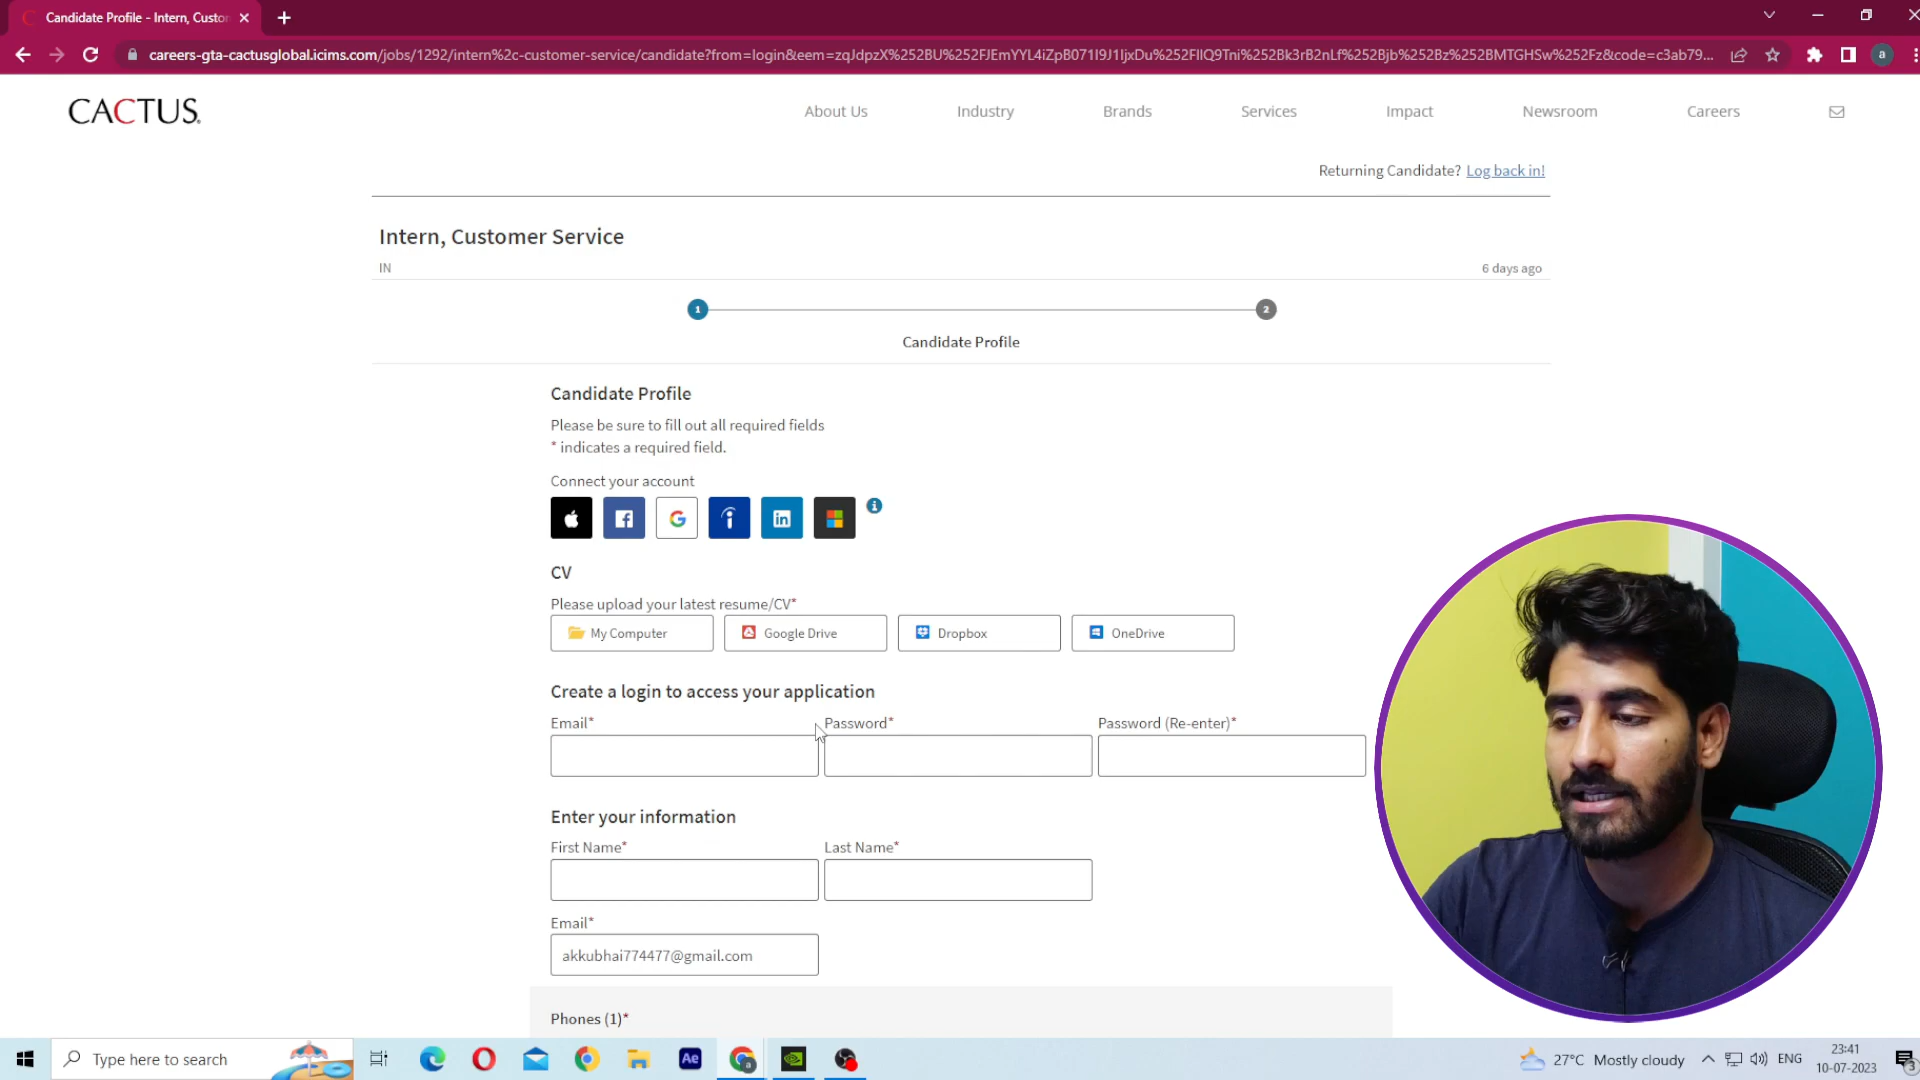 Candidate Profile - Intern, Custo
careers-gta-cactusglobal.icims.com/jobs/1292/intern%2c-customer-service/candidate?from=login&eem=zqJdpzX%252BU%252FJEmYYL4iZpB071I9J1IjxDu%252FlIQ9Tni%252Bk3rB2nLf%252Bjb%252Bz%252BMTGHSw%252Fz&code=c3ab79...
a
CACTUS
About Us Industry Brands Services Impact Newsroom Careers
Returning Candidate? Log back in!
Intern, Customer Service
IN 6 days ago
1 2
Candidate Profile
Candidate Profile
Please be sure to fill out all required fields
* indicates a required field.
Connect your account
CV
Please upload your latest resume/CV*
My Computer Google Drive Dropbox OneDrive
Create a login to access your application
Email* Password* Password (Re-enter)*
Enter your information
First Name* Last Name*
Email*
akkubhai774477@gmail.com
Phones (1)*
Type here to search Ae 27°C Mostly cloudy ENG 23:41
10-07-2023 3